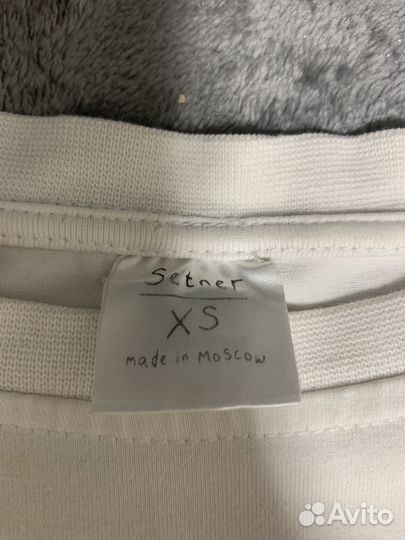 Setner
XS
made in MOSCOW
Avito